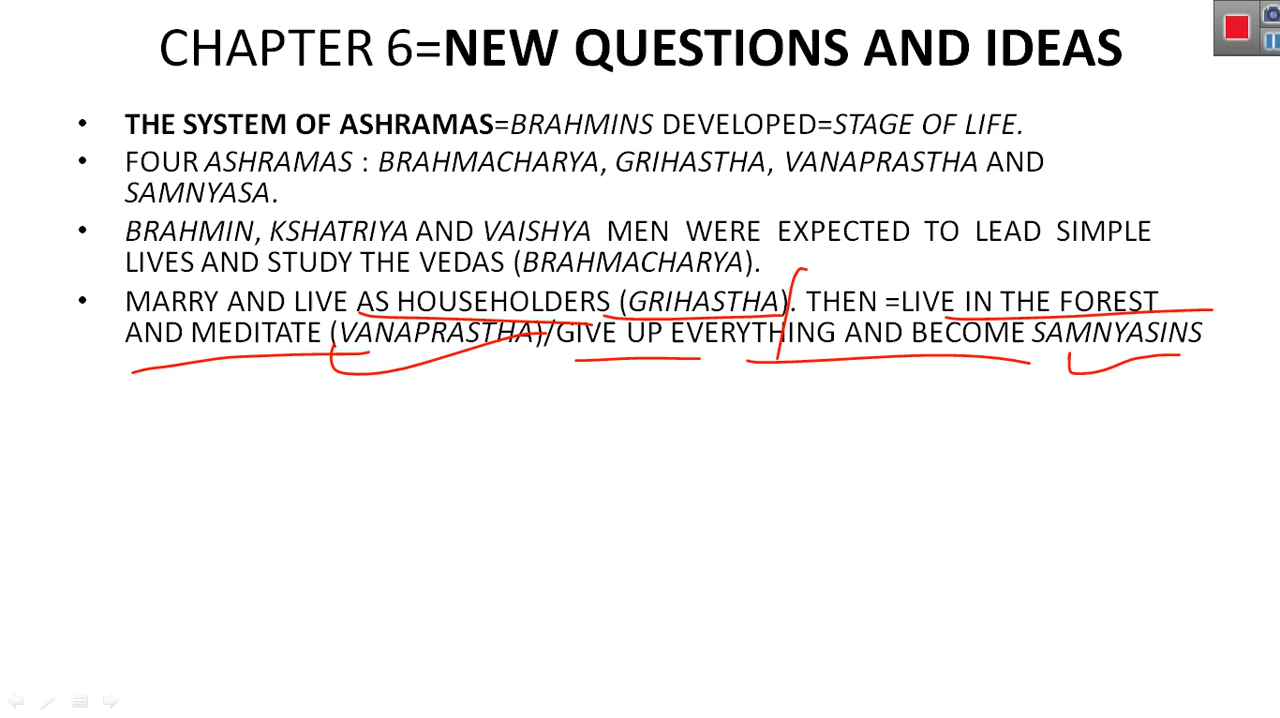 CHAPTER 6=NEW QUESTIONS AND IDEAS
• THE SYSTEM OF ASHRAMAS=BRAHMINS DEVELOPED=STAGE OF LIFE.
• FOUR ASHRAMAS : BRAHMACHARYA, GRIHASTHA, VANAPRASTHA AND
SAMNYASA.
• BRAHMIN, KSHATRIYA AND VAISHYA MEN WERE EXPECTED TO LEAD SIMPLE
LIVES AND STUDY THE VEDAS (BRAHMACHARYA).
• MARRY AND LIVE AS HOUSEHOLDERS (GRIHASTHA). THEN =LIVE IN THE FOREST
AND MEDITATE (VANAPRASTHA)/GIVE UP EVERYTHING AND BECOME SAMNYASINS